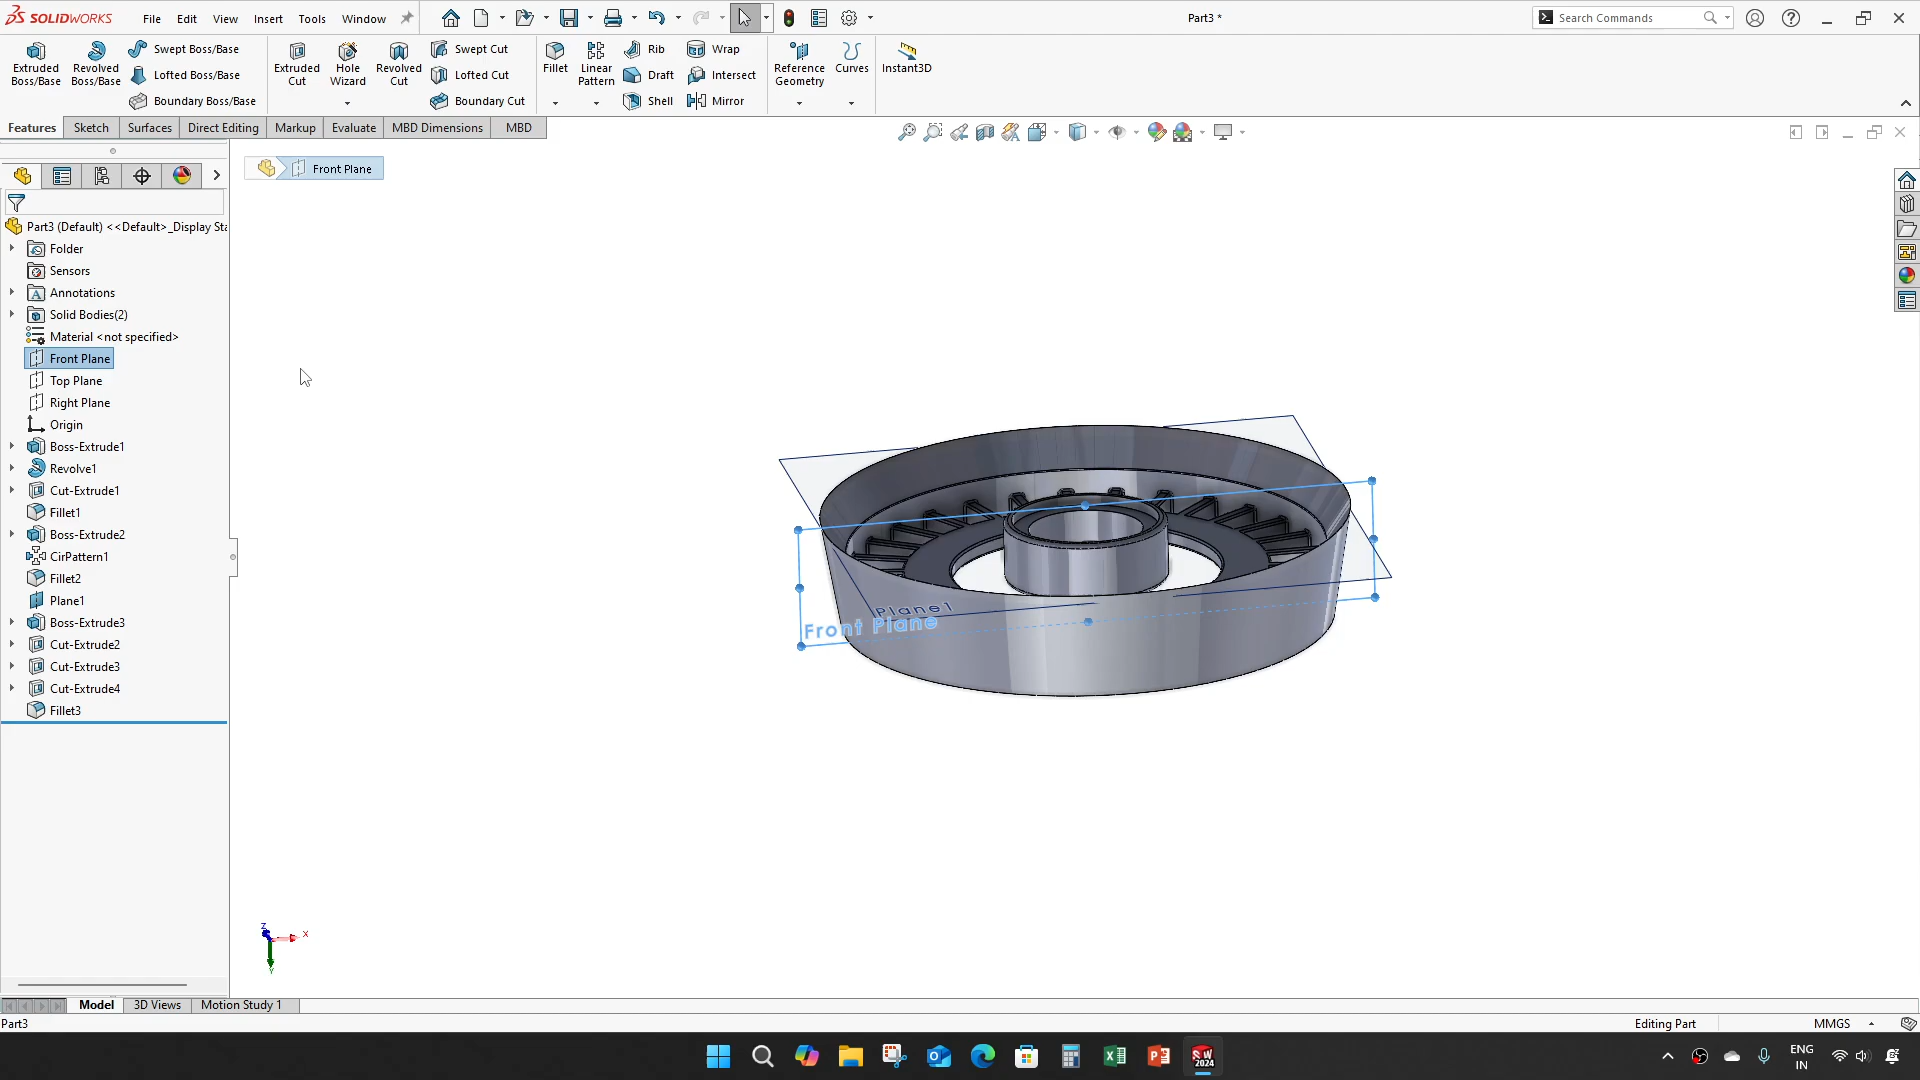 SOLIDWORKS File Edit View Insert Tools Window Part3 * Search Commands
Extruded Boss/Base
Revolved Boss/Base
Swept Boss/Base
Lofted Boss/Base
Boundary Boss/Base
Extruded Cut
Hole Wizard
Revolved Cut
Swept Cut
Lofted Cut
Boundary Cut
Fillet
Linear Pattern
Rib
Draft
Shell
Wrap
Intersect
Mirror
Reference Geometry
Curves
Instant3D
Features Sketch Surfaces Direct Editing Markup Evaluate MBD Dimensions MBD
Front Plane
Part3 (Default) <<Default>_Display Sta
Folder
Sensors
Annotations
Solid Bodies(2)
Material <not specified>
Front Plane
Top Plane
Right Plane
Origin
Boss-Extrude1
Revolve1
Cut-Extrude1
Fillet1
Boss-Extrude2
CirPattern1
Fillet2
Plane1
Boss-Extrude3
Cut-Extrude2
Cut-Extrude3
Cut-Extrude4
Fillet3
Plane1
Front Plane
Z
X
Y
Model 3D Views Motion Study 1
Part3 Editing Part MMGS
SW 2024
ENG
IN